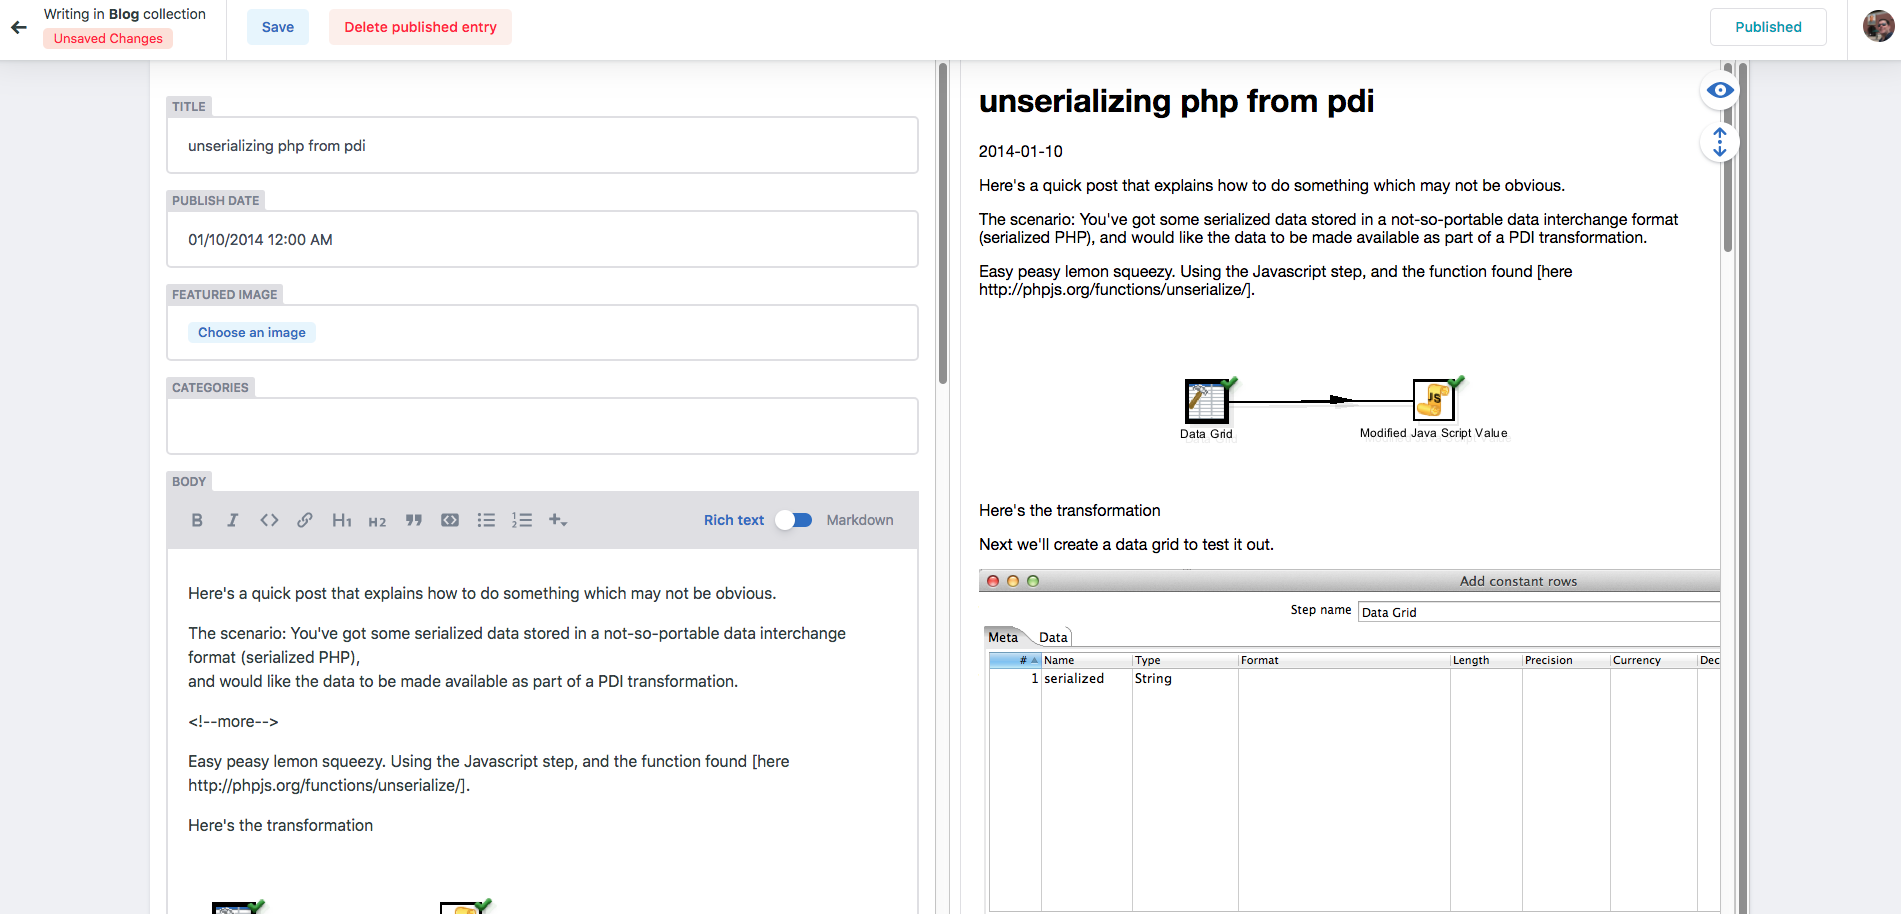 Writing in Blog collection
Unsaved Changes
Save
Delete published entry
Published
TITLE
unserializing php from pdi
PUBLISH DATE
01/10/2014 12:00 AM
FEATURED IMAGE
Choose an image
CATEGORIES
BODY
B I <> H1 H2 Rich text Markdown
Here's a quick post that explains how to do something which may not be obvious.
The scenario: You've got some serialized data stored in a not-so-portable data interchange
format (serialized PHP),
and would like the data to be made available as part of a PDI transformation.
<!--more-->
Easy peasy lemon squeezy. Using the Javascript step, and the function found [here
http://phpjs.org/functions/unserialize/].
Here's the transformation
unserializing php from pdi
2014-01-10
Here's a quick post that explains how to do something which may not be obvious.
The scenario: You've got some serialized data stored in a not-so-portable data interchange format
(serialized PHP), and would like the data to be made available as part of a PDI transformation.
Easy peasy lemon squeezy. Using the Javascript step, and the function found [here
http://phpjs.org/functions/unserialize/].
JS
Data Grid
Modified Java Script Value
Here's the transformation
Next we'll create a data grid to test it out.
Add constant rows
Step name Data Grid
Meta Data
# Name Type Format Length Precision Currency Dec
1 serialized String